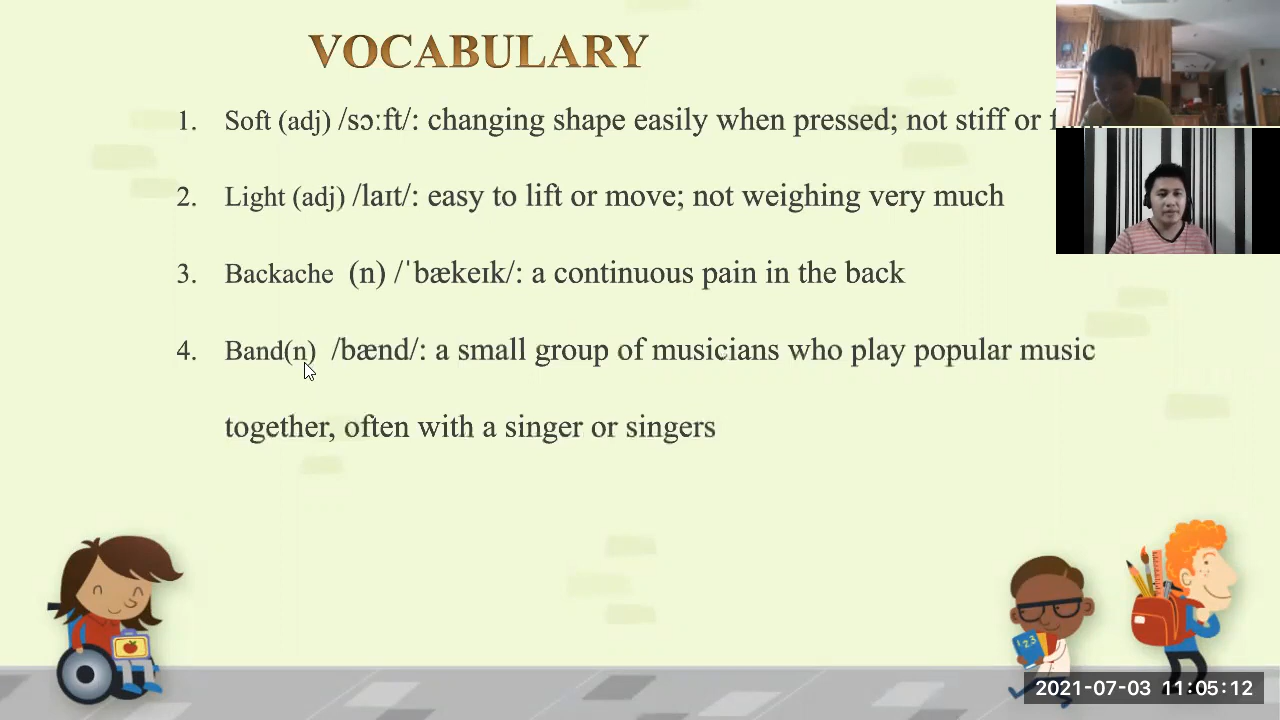 VOCABULARY
1. Soft (adj) /sɔːft/: changing shape easily when pressed; not stiff or
2. Light (adj) /laɪt/: easy to lift or move; not weighing very much
3. Backache (n) /ˈbækeɪk/: a continuous pain in the back
4. Band(n) /bænd/: a small group of musicians who play popular music
together, often with a singer or singers
123
2021-07-03 11:05:12